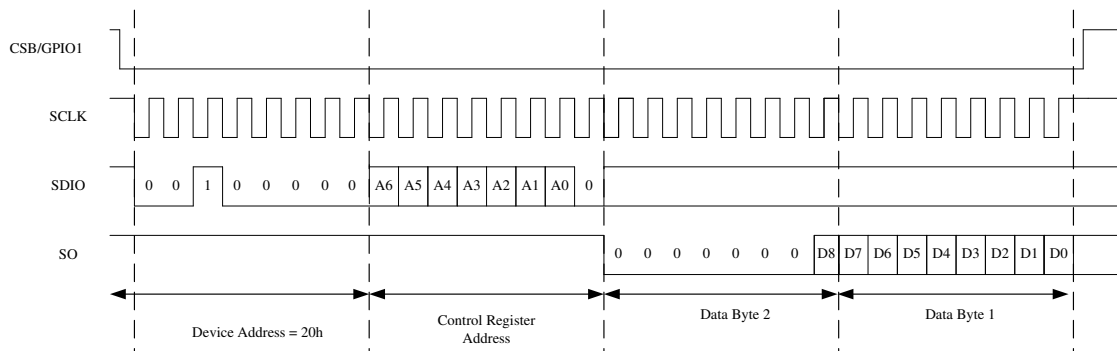 CSB/GPIO1
SCLK
SDIO 0 0 1 0 0 0 0 0 A6 A5 A4 A3 A2 A1 A0 0
SO 0 0 0 0 0 0 0 D8 D7 D6 D5 D4 D3 D2 D1 D0
Device Address = 20h
Control Register
Address
Data Byte 2
Data Byte 1